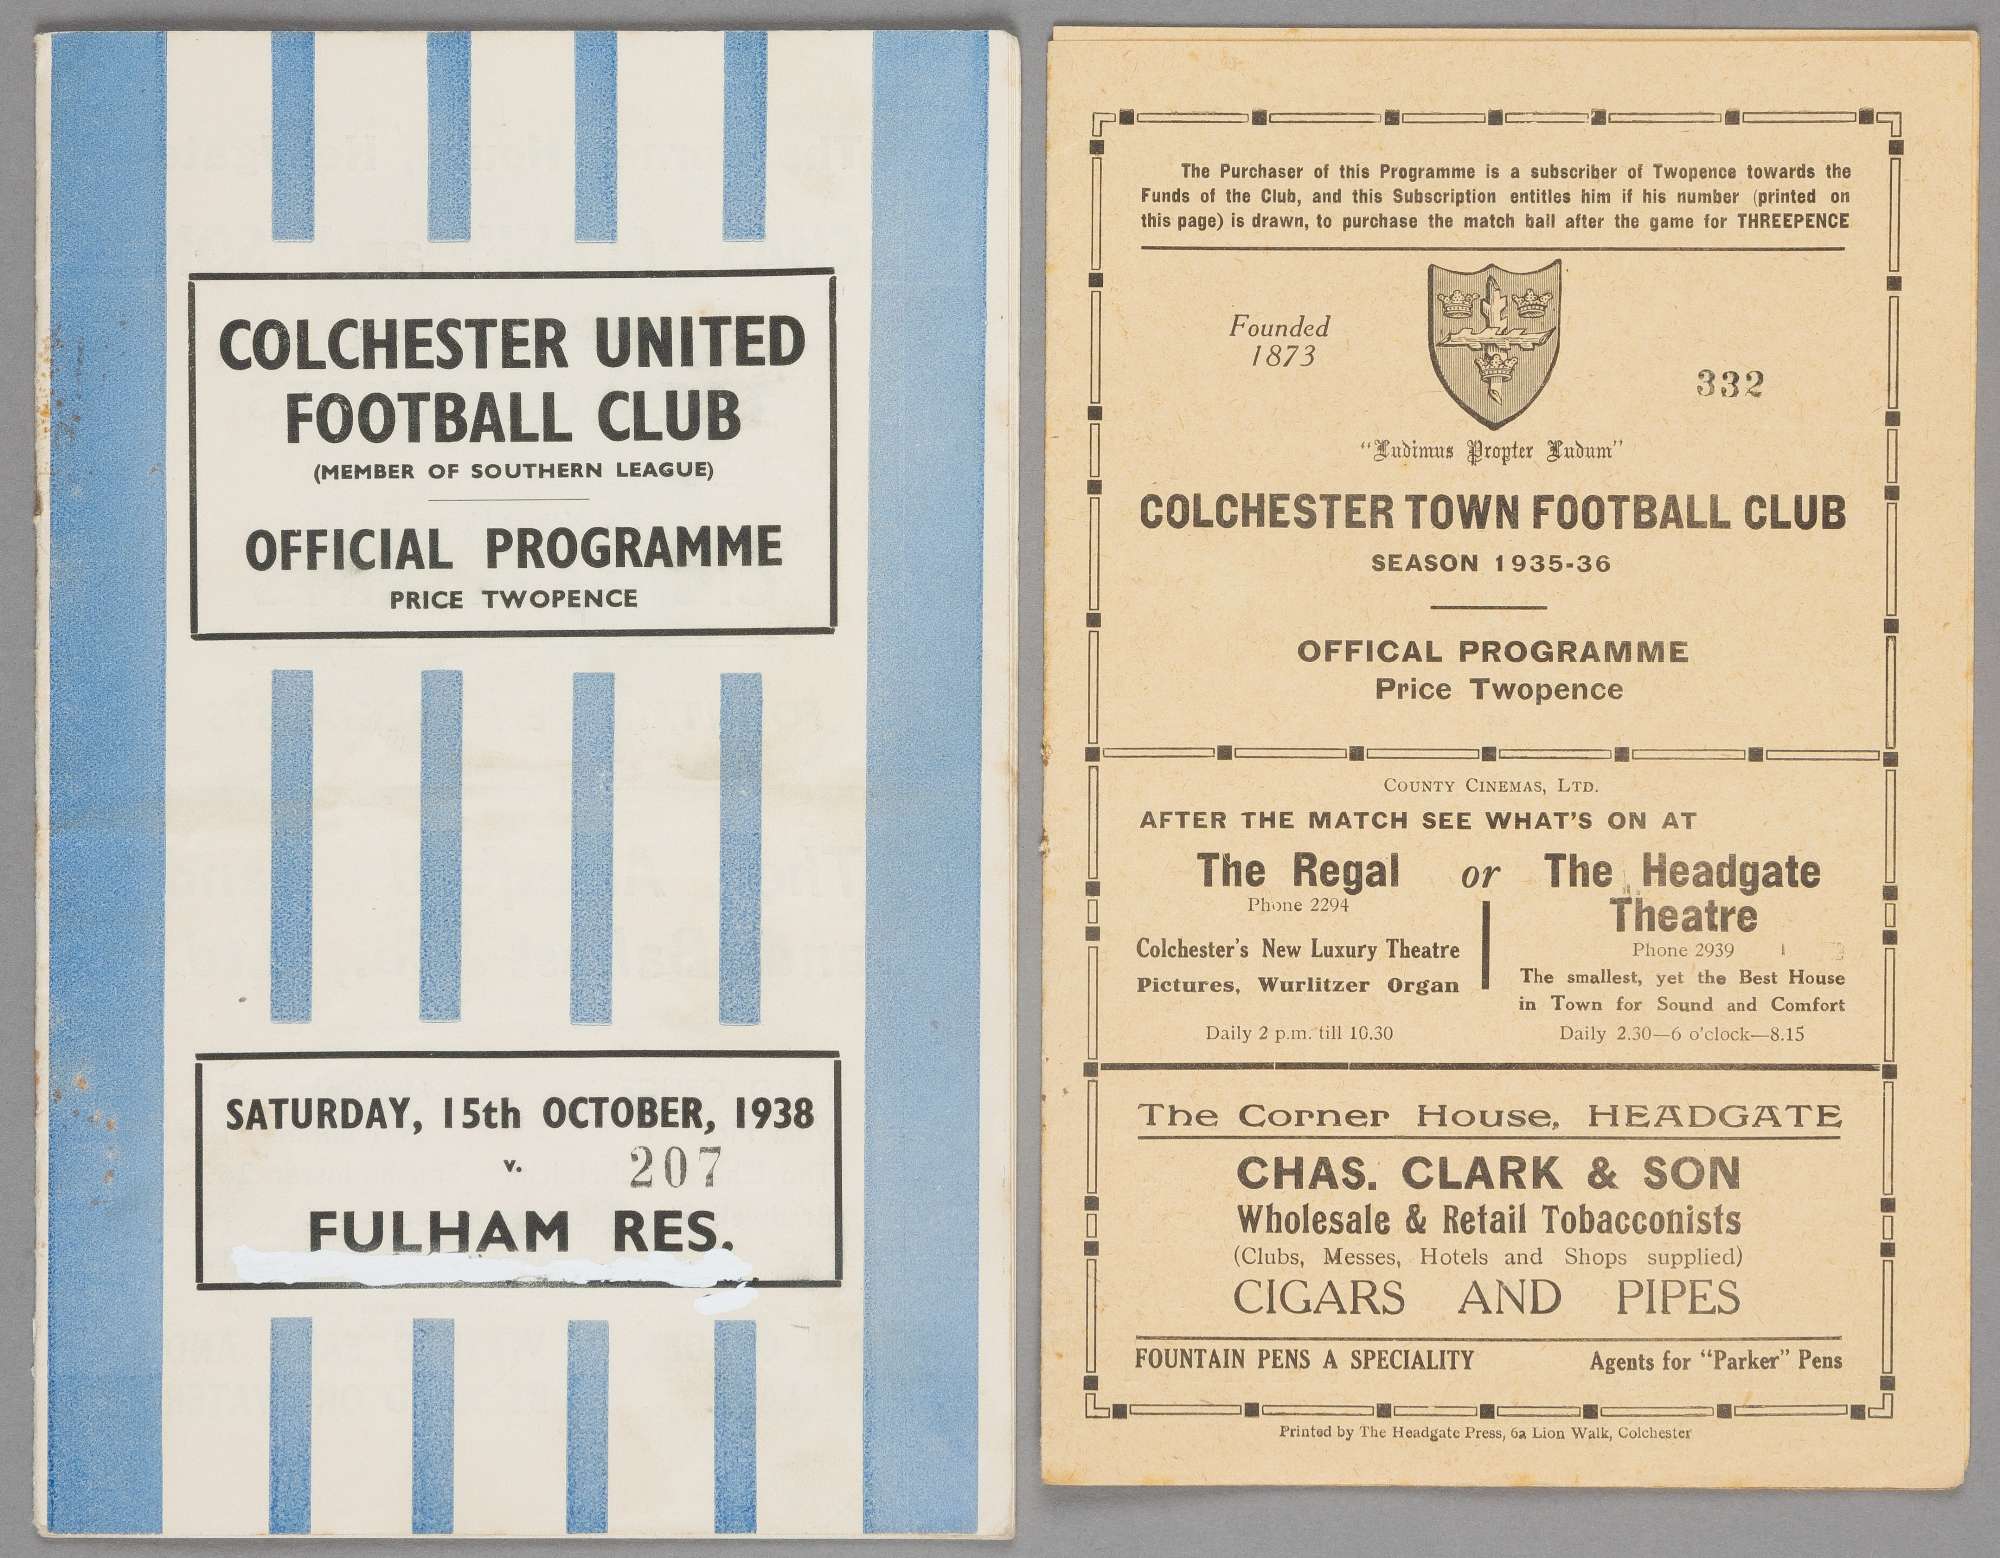 COLCHESTER UNITED
FOOTBALL CLUB
(MEMBER OF SOUTHERN LEAGUE)
OFFICIAL PROGRAMME
PRICE TWOPENCE
SATURDAY, 15th OCTOBER, 1938
v.
207
FULHAM RES.
The Purchaser of this Programme is a subscriber of Twopence towards the
Funds of the Club, and this Subscription entitles him if his number (printed on
this page) is drawn, to purchase the match ball after the game for THREEPENCE
Founded
1873
332
"Ludimus Propter Ludum"
COLCHESTER TOWN FOOTBALL CLUB
SEASON 1935-36
OFFICAL PROGRAMME
Price Twopence
COUNTY CINEMAS, LTD.
AFTER THE MATCH SEE WHAT'S ON AT
The Regal or The Headgate
Theatre
Phone 2294
Colchester's New Luxury Theatre
Pictures, Wurlitzer Organ
Daily 2 p.m. till 10.30
Phone 2939
The smallest, yet the Best House
in Town for Sound and Comfort
Daily 2.30—6 o'clock—8.15
The Corner House, HEADGATE
CHAS. CLARK & SON
Wholesale & Retail Tobacconists
(Clubs, Messes, Hotels and Shops supplied)
CIGARS AND PIPES
FOUNTAIN PENS A SPECIALITY Agents for "Parker" Pens
Printed by The Headgate Press, 6a Lion Walk, Colchester